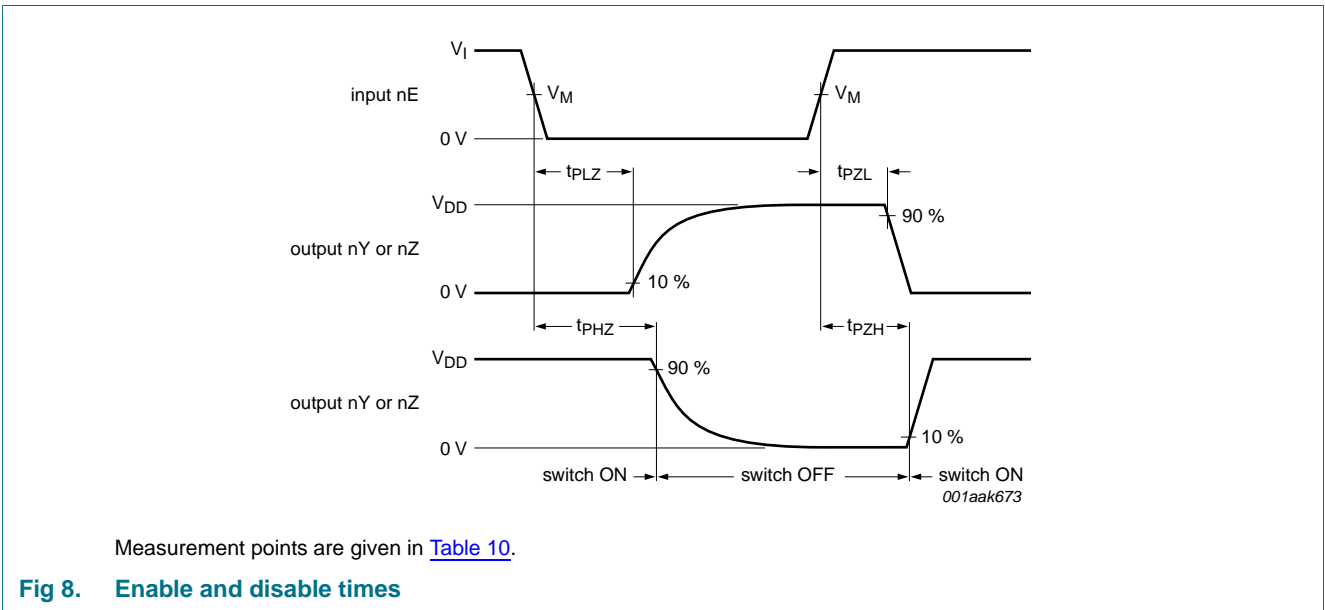 V_I
input nE
V_M
V_M
0 V
t_PLZ
t_PZL
V_DD
90 %
output nY or nZ
10 %
0 V
t_PHZ
t_PZH
V_DD
90 %
output nY or nZ
10 %
0 V
switch ON
switch OFF
switch ON
001aak673
Measurement points are given in Table 10.
Fig 8. Enable and disable times